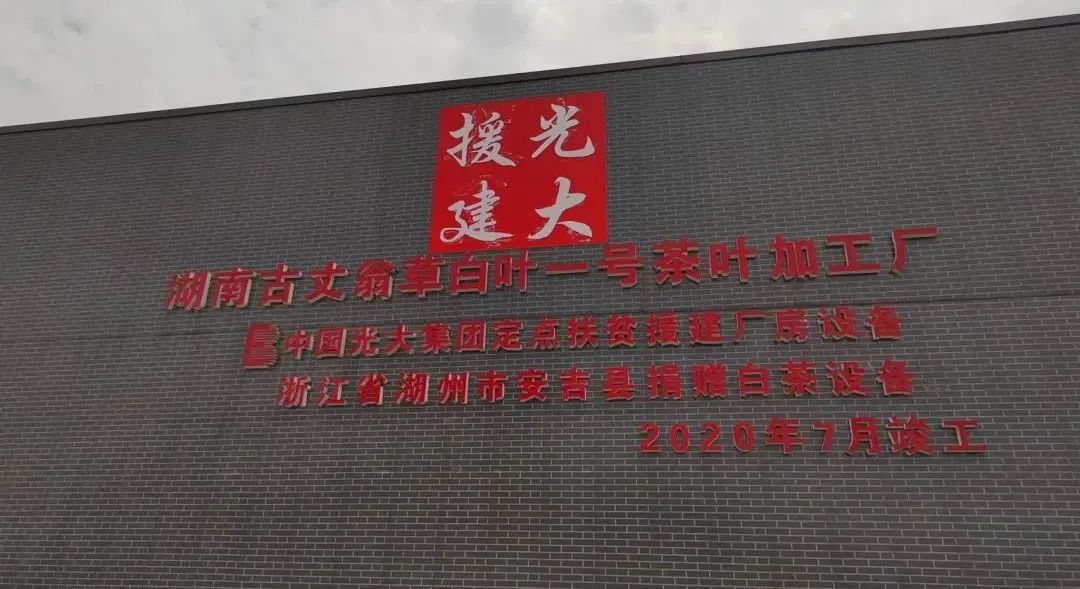 光大
援建
湖南古丈翁草白叶一号茶叶加工厂
中国光大集团定点扶贫援建厂房设备
浙江省湖州市安吉县捐赠白茶设备
2020年7月竣工